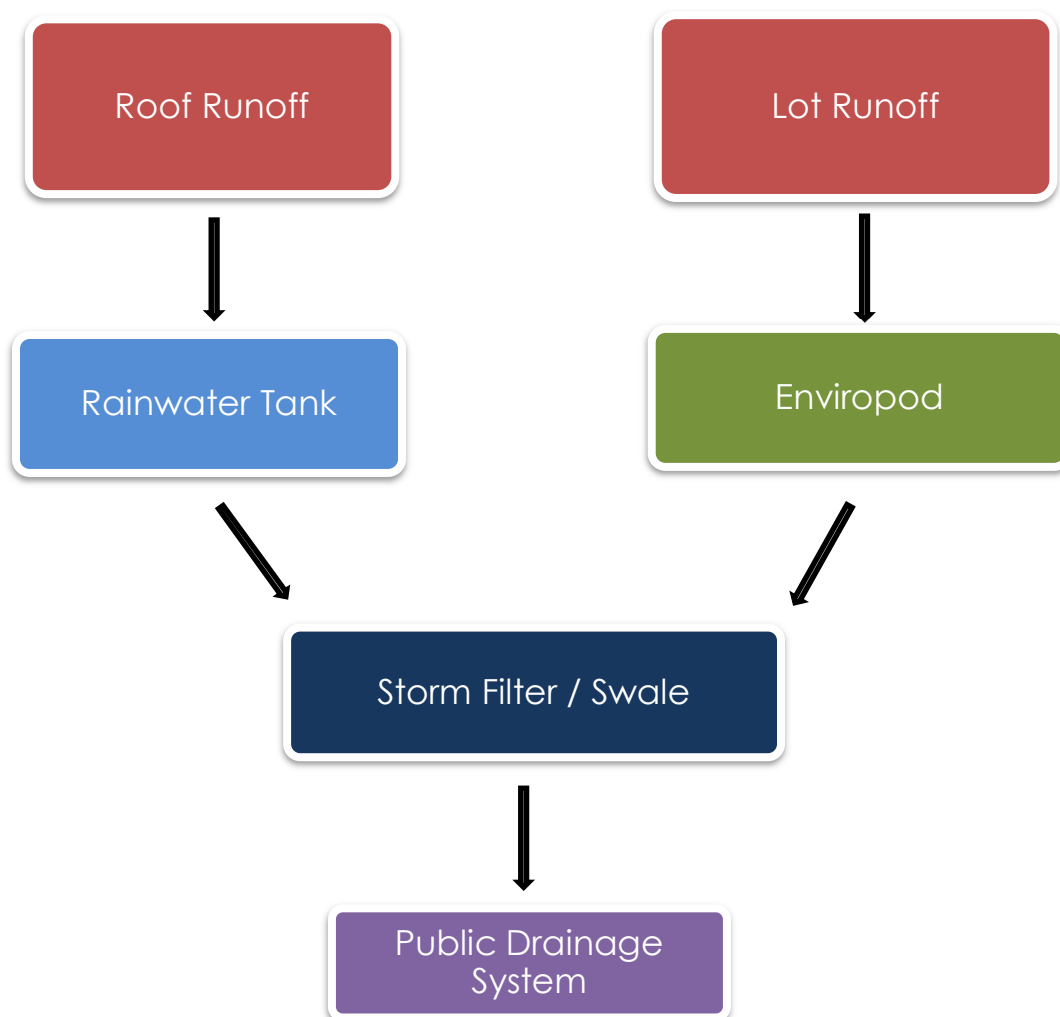 Roof Runoff
Lot Runoff
Rainwater Tank
Enviropod
Storm Filter / Swale
Public Drainage
System